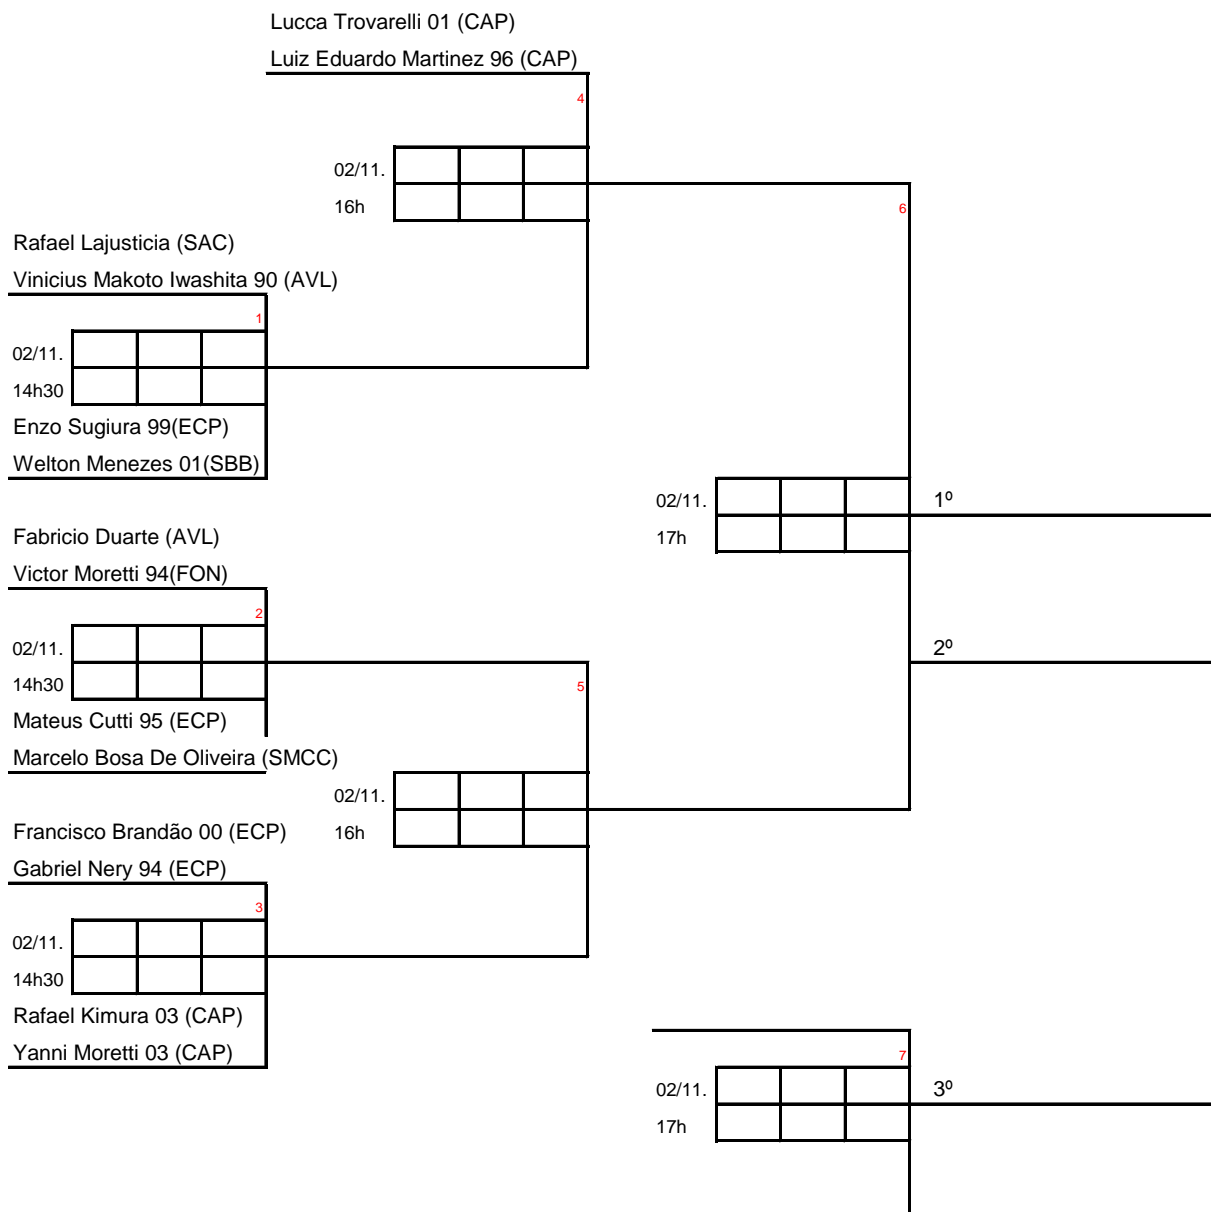 Lucca Trovarelli 01 (CAP)
Luiz Eduardo Martinez 96 (CAP)
4
02/11.
16h
6
Rafael Lajusticia (SAC)
Vinicius Makoto Iwashita 90 (AVL)
1
02/11.
14h30
Enzo Sugiura 99(ECP)
Welton Menezes 01(SBB)
02/11.
17h
1º
Fabricio Duarte (AVL)
Victor Moretti 94(FON)
2
02/11.
14h30
2º
5
Mateus Cutti 95 (ECP)
Marcelo Bosa De Oliveira (SMCC)
02/11.
16h
Francisco Brandão 00 (ECP)
Gabriel Nery 94 (ECP)
3
02/11.
14h30
Rafael Kimura 03 (CAP)
Yanni Moretti 03 (CAP)
7
02/11.
17h
3º